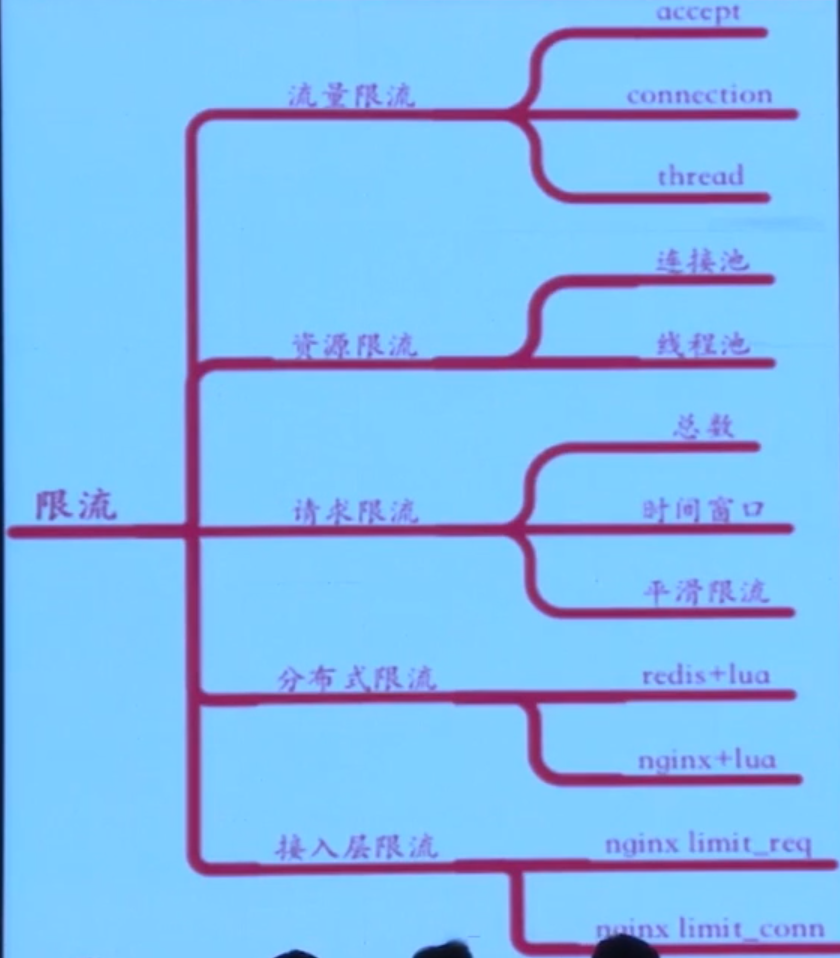 accept
流量限流
connection
thread
连接池
资源限流
线程池
总数
限流
请求限流
时间窗口
平滑限流
分布式限流
redis+lua
nginx+lua
接入层限流
nginx limit_req
nginx limit_conn